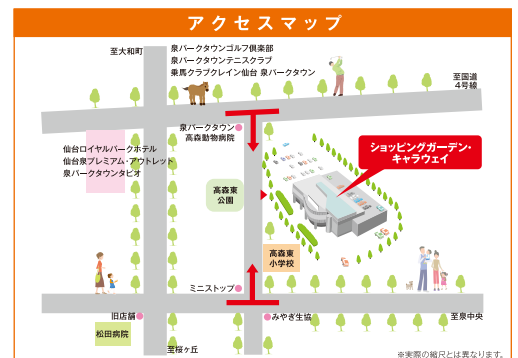 アクセスマップ
至大和町
泉パークタウンゴルフ倶楽部
泉パークタウンテニスクラブ
乗馬クラブクレイン仙台 泉パークタウン
至国道
4号線
泉パークタウン
高森動物病院
仙台ロイヤルパークホテル
仙台泉プレミアム・アウトレット
泉パークタウンタピオ
ショッピングガーデン・
キャラウェイ
高森東
公園
高森東
小学校
ミニストップ
旧店舗
みやぎ生協
至泉中央
松田病院
至桜ヶ丘
※実際の縮尺とは異なります。